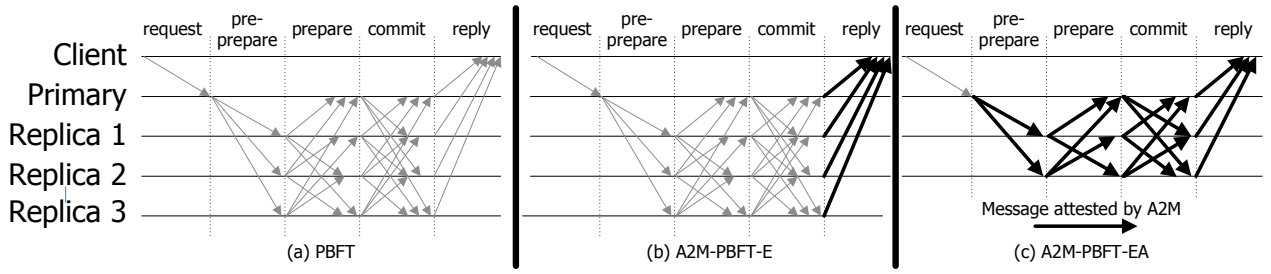 request pre-prepare prepare commit reply
request pre-prepare prepare commit reply
request pre-prepare prepare commit reply
Client
Primary
Replica 1
Replica 2
Replica 3
Message attested by A2M
(a) PBFT
(b) A2M-PBFT-E
(c) A2M-PBFT-EA